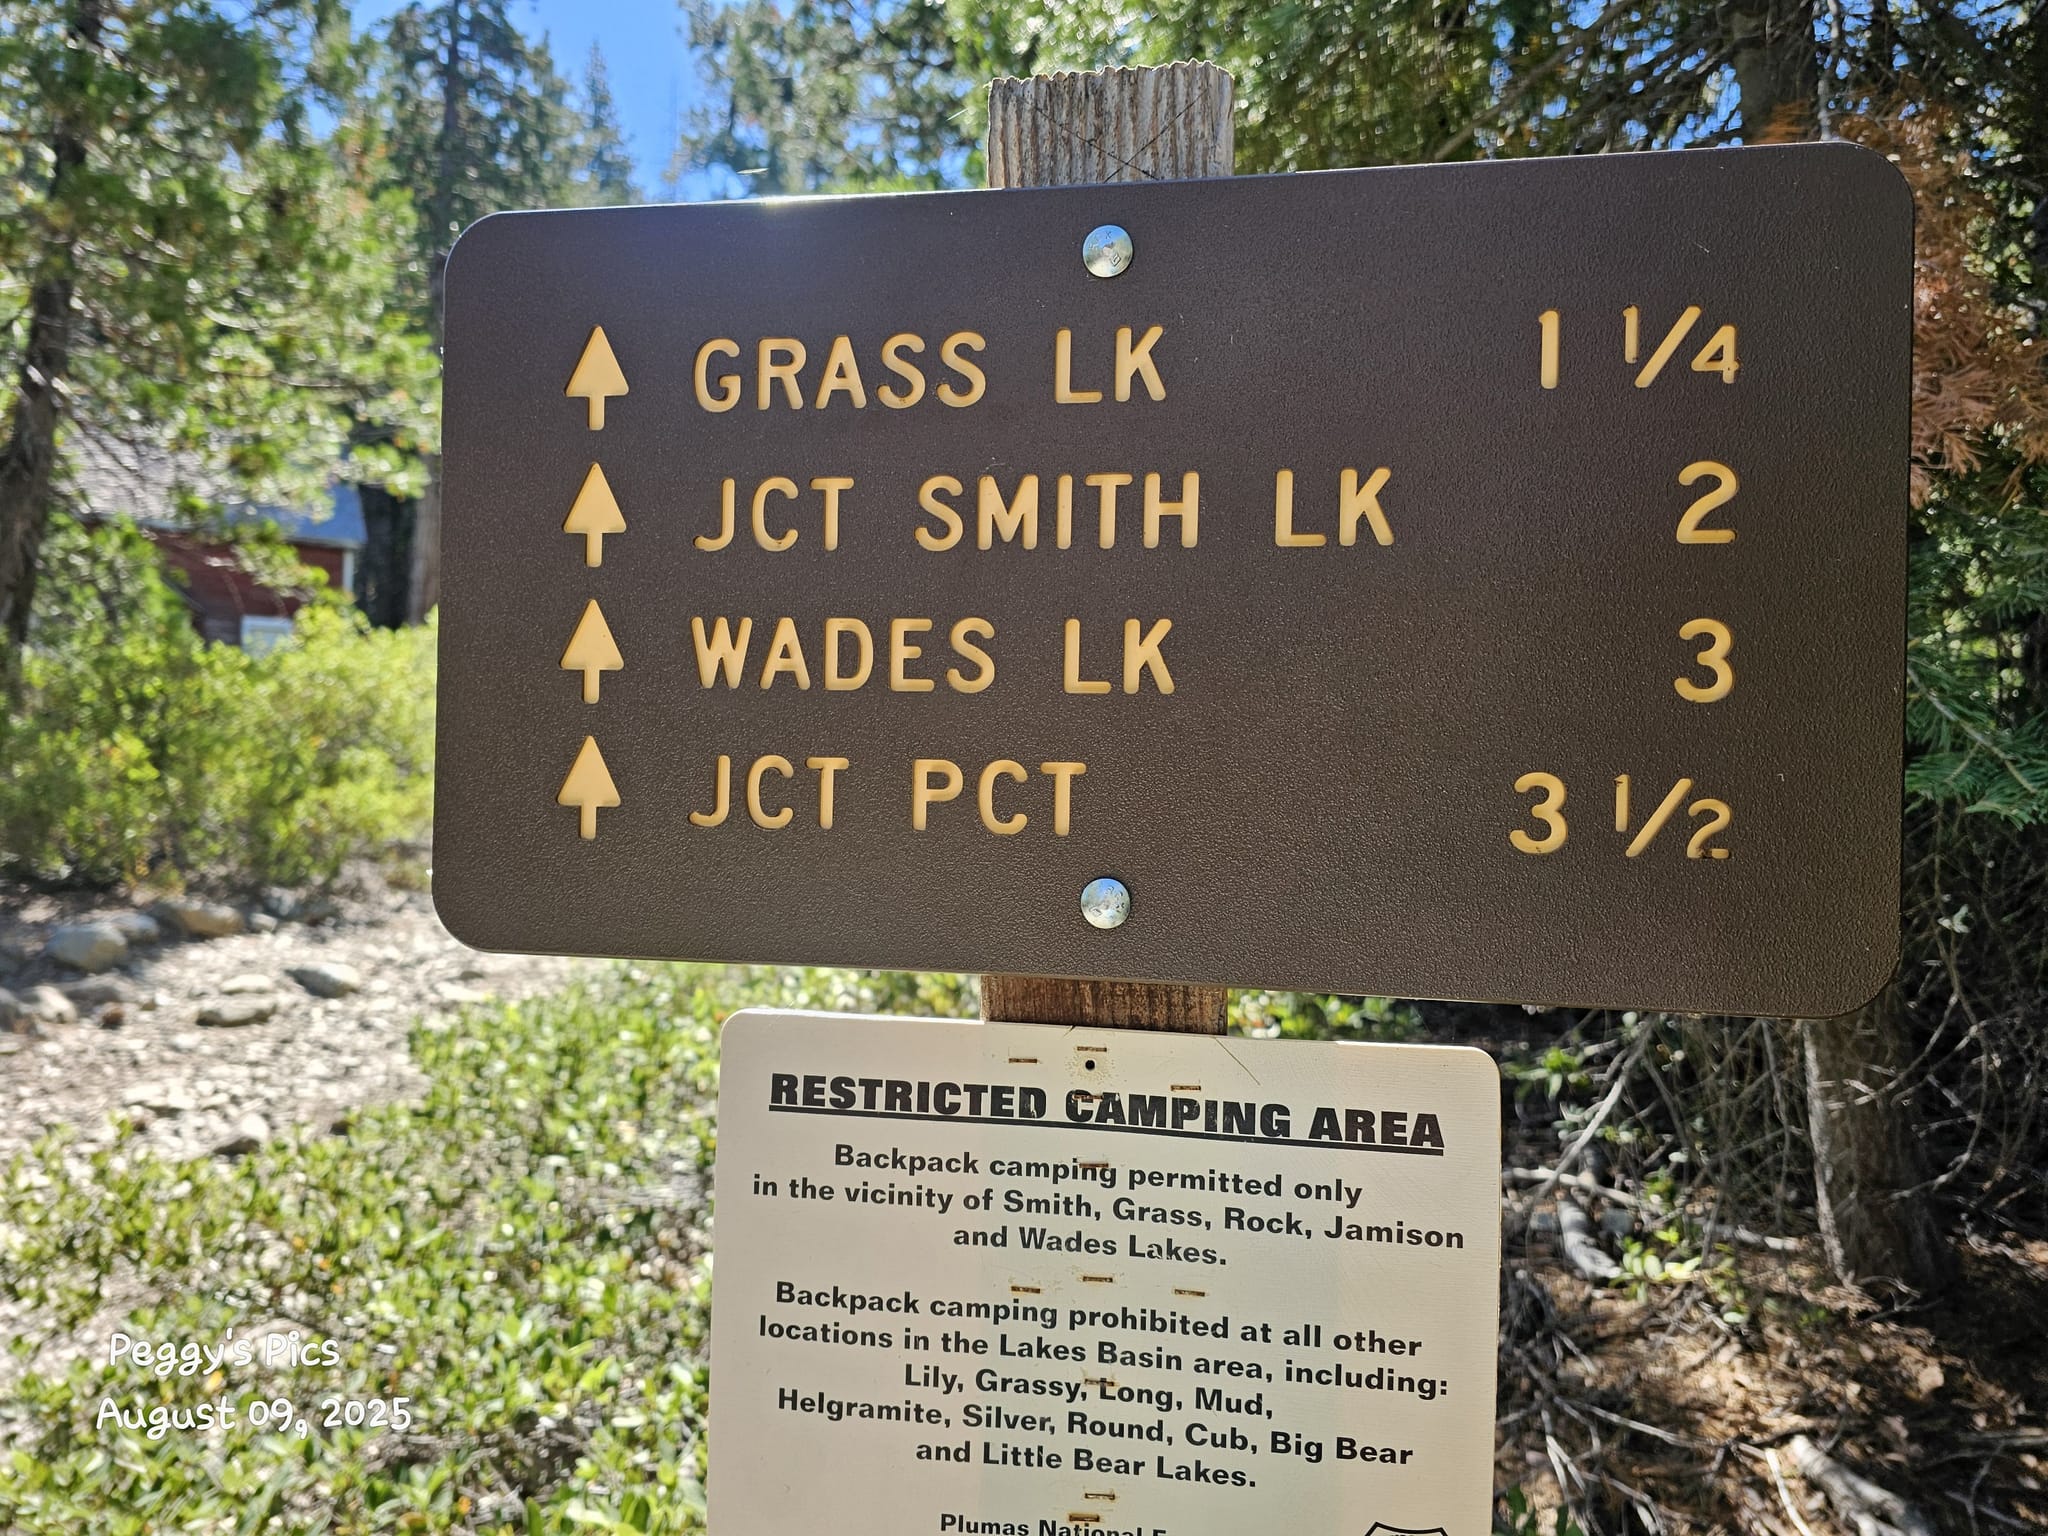 GRASS LK 1 1/4
JCT SMITH LK 2
WADES LK 3
JCT PCT 3 1/2
RESTRICTED CAMPING AREA
Backpack camping permitted only
in the vicinity of Smith, Grass, Rock, Jamison
and Wades Lakes.
Backpack camping prohibited at all other
locations in the Lakes Basin area, including:
Lily, Grassy, Long, Mud,
Helgramite, Silver, Round, Cub, Big Bear
and Little Bear Lakes.
Plumas National
Peggy's Pics
August 09, 2025